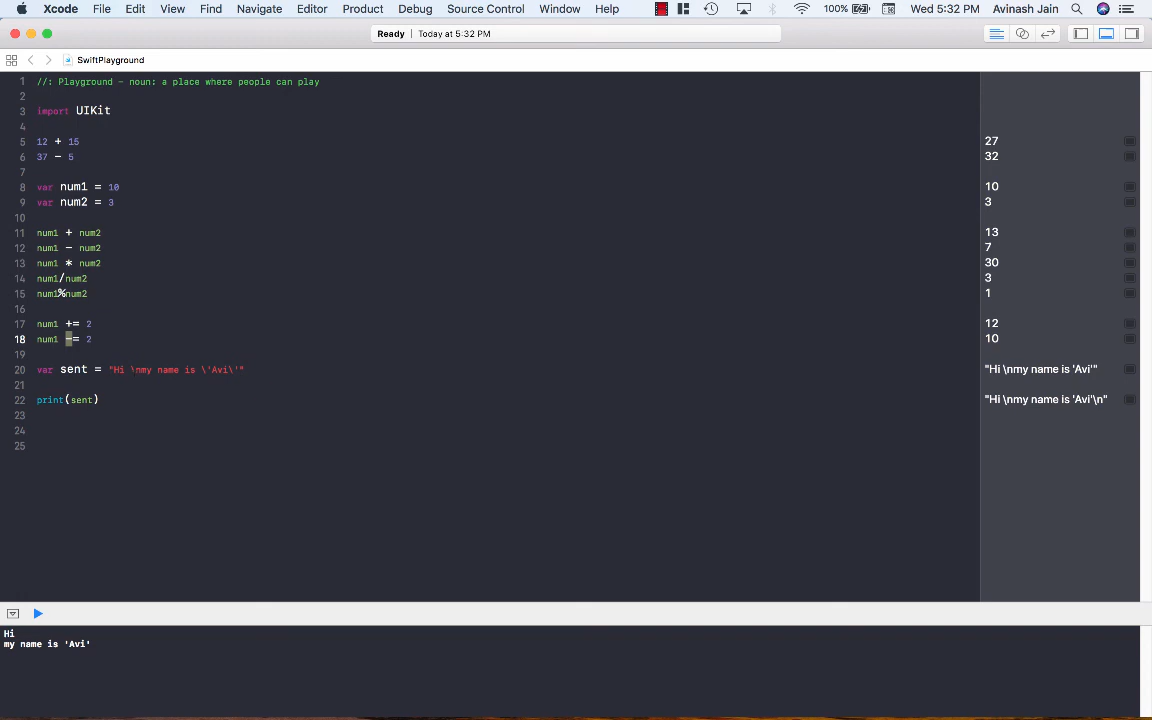 Xcode File Edit View Find Navigate Editor Product Debug Source Control Window Help 100% Wed 5:32 PM Avinash Jain
Ready | Today at 5:32 PM
SwiftPlayground
1 //: Playground - noun: a place where people can play
2
3 import UIKit
4
5 12 + 15 27
6 37 - 5 32
7
8 var num1 = 10 10
9 var num2 = 3 3
10
11 num1 + num2 13
12 num1 - num2 7
13 num1 * num2 30
14 num1/num2 3
15 num1%num2 1
16
17 num1 += 2 12
18 num1 -= 2 10
19
20 var sent = "Hi \nmy name is \'Avi\'" "Hi \nmy name is 'Avi'"
21
22 print(sent) "Hi \nmy name is 'Avi'\n"
23
24
25
Hi
my name is 'Avi'